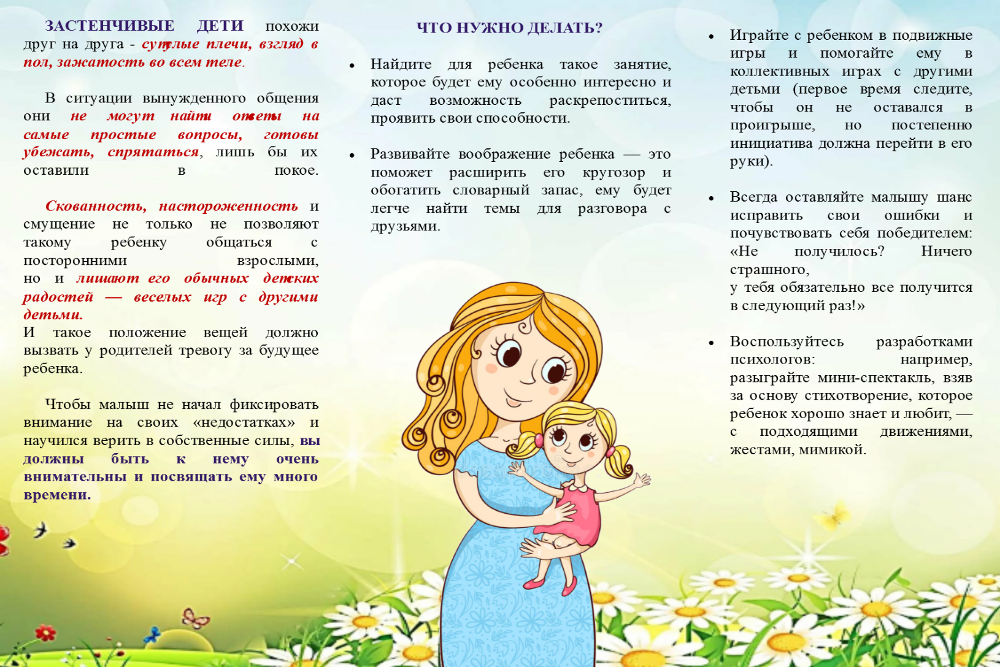 ЗАСТЕНЧИВЫЕ ДЕТИ похожи
друг на друга - сутулые плечи, взгляд в
пол, зажатость во всем теле.
В ситуации вынужденного общения
они не могут найти ответы на
самые простые вопросы, готовы
убежать, спрятаться, лишь бы их
оставили в покое.
Скованность, настороженность и
смущение не только не позволяют
такому ребенку общаться с
посторонними взрослыми,
но и лишают его обычных детских
радостей — веселых игр с другими
детьми.
И такое положение вещей должно
вызвать у родителей тревогу за будущее
ребенка.
Чтобы малыш не начал фиксировать
внимание на своих «недостатках» и
научился верить в собственные силы, вы
должны быть к нему очень
внимательны и посвящать ему много
времени.
ЧТО НУЖНО ДЕЛАТЬ?
• Найдите для ребенка такое занятие,
которое будет ему особенно интересно и
даст возможность раскрепоститься,
проявить свои способности.
• Развивайте воображение ребенка — это
поможет расширить его кругозор и
обогатить словарный запас, ему будет
легче найти темы для разговора с
друзьями.
• Играйте с ребенком в подвижные
игры и помогайте ему в
коллективных играх с другими
детьми (первое время следите,
чтобы он не оставался в
проигрыше, но постепенно
инициатива должна перейти в его
руки).
• Всегда оставляйте малышу шанс
исправить свои ошибки и
почувствовать себя победителем:
«Не получилось? Ничего
страшного,
у тебя обязательно все получится
в следующий раз!»
• Воспользуйтесь разработками
психологов: например,
разыграйте мини-спектакль, взяв
за основу стихотворение, которое
ребенок хорошо знает и любит, —
с подходящими движениями,
жестами, мимикой.